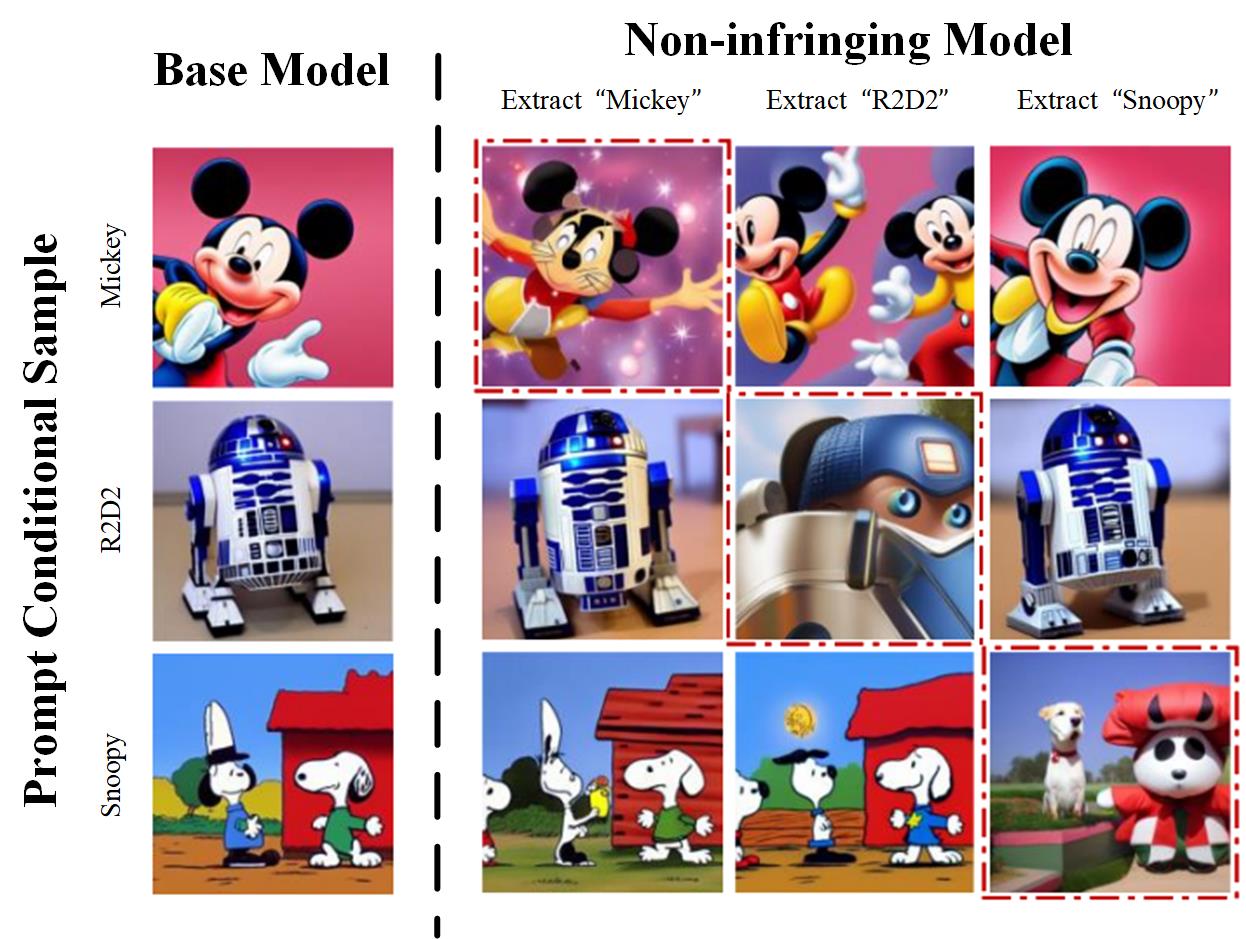 Non-infringing Model
Base Model
Extract “Mickey”
Extract “R2D2”
Extract “Snoopy”
Prompt Conditional Sample
Mickey
R2D2
Snoopy